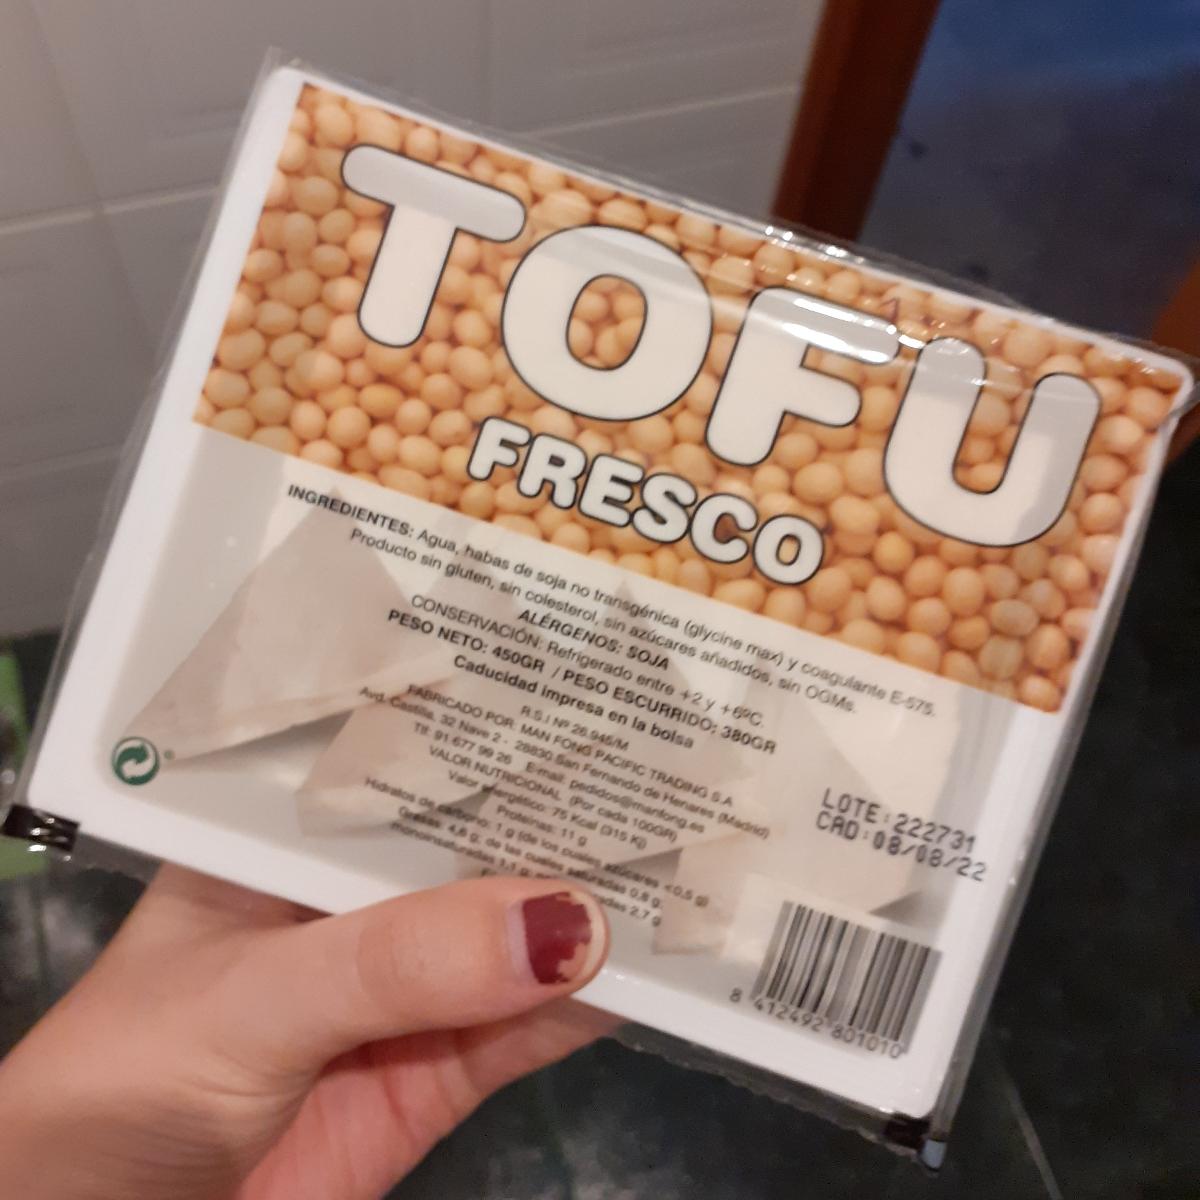 TOFU
FRESCO
INGREDIENTES: Agua, habas de soja no transgénica (glycine max) y coagulante E-575.
Producto sin gluten, sin colesterol, sin azúcares añadidos, sin OGMs.
ALÉRGENOS: SOJA
CONSERVACIÓN: Refrigerado entre +2 y +6ºC.
PESO NETO: 450GR / PESO ESCURRIDO: 380GR
Caducidad impresa en la bolsa
R.S.I Nº 26.945/M
FABRICADO POR: MAN FONG PACIFIC TRADING S.A
Avd. Castilla, 32 Nave 2 - 28830 San Fernando de Henares (Madrid)
Tlf: 91 677 99 26 E-mail: pedidos@manfong.es
VALOR NUTRICIONAL (Por cada 100GR)
Valor energético: 75 Kcal (315 Kj)
Proteínas: 11 g
Hidratos de carbono: 1 g (de los cuales azúcares <0,5 g)
Grasas: 4,6 g; de las cuales saturadas 0,8 g;
monoinsaturadas 1,1 g; 2,7 g
LOTE:222731
CAD:08/08/22
8 412492 801010